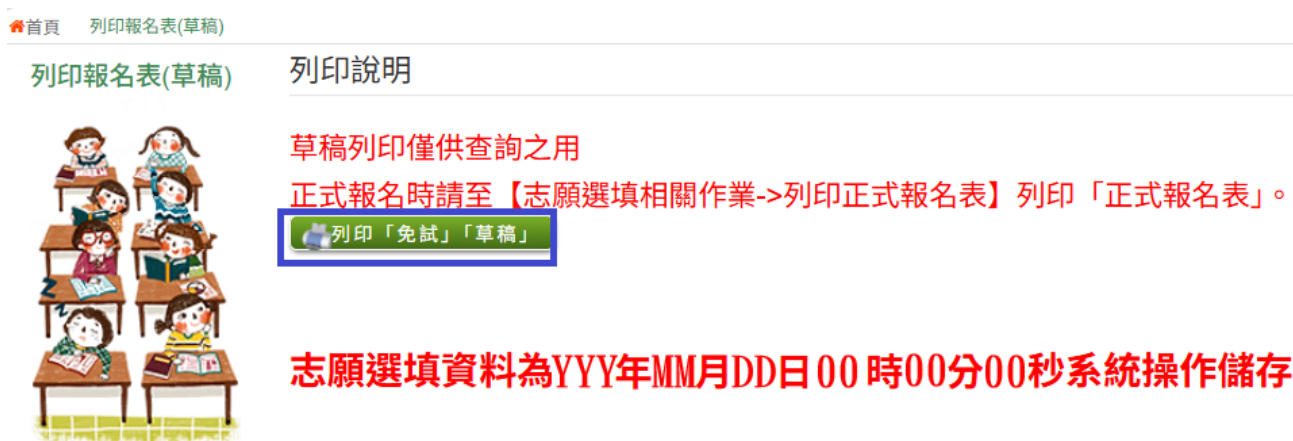 首頁 列印報名表(草稿)
列印報名表(草稿)
列印說明
草稿列印僅供查詢之用
正式報名時請至【志願選填相關作業->列印正式報名表】列印「正式報名表」。
列印「免試」「草稿」
志願選填資料為YYY年MM月DD日00時00分00秒系統操作儲存